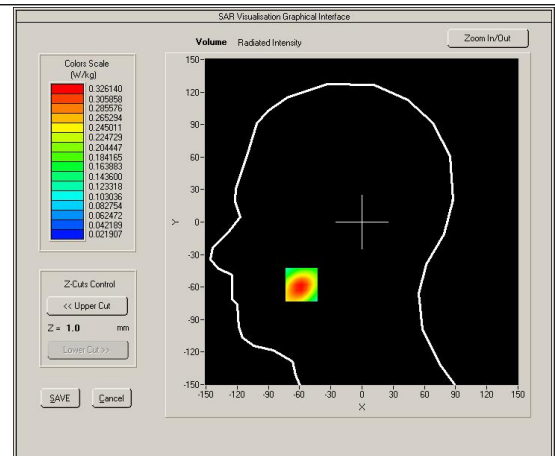 SAR Visualisation Graphical Interface
Volume Radiated Intensity
Zoom In/Out
Colors Scale
(W/kg)
0.326140
0.305858
0.285576
0.265294
0.245011
0.224729
0.204447
0.184165
0.163883
0.143600
0.123318
0.103036
0.082754
0.062472
0.042189
0.021907
Z-Cuts Control
<< Upper Cut
Z = 1.0 mm
Lower Cut >>
SAVE Cancel
150
120
90
60
30
0
-30
-60
-90
-120
-150
Y
-150 -120 -90 -60 -30 0 30 60 90 120 150
X